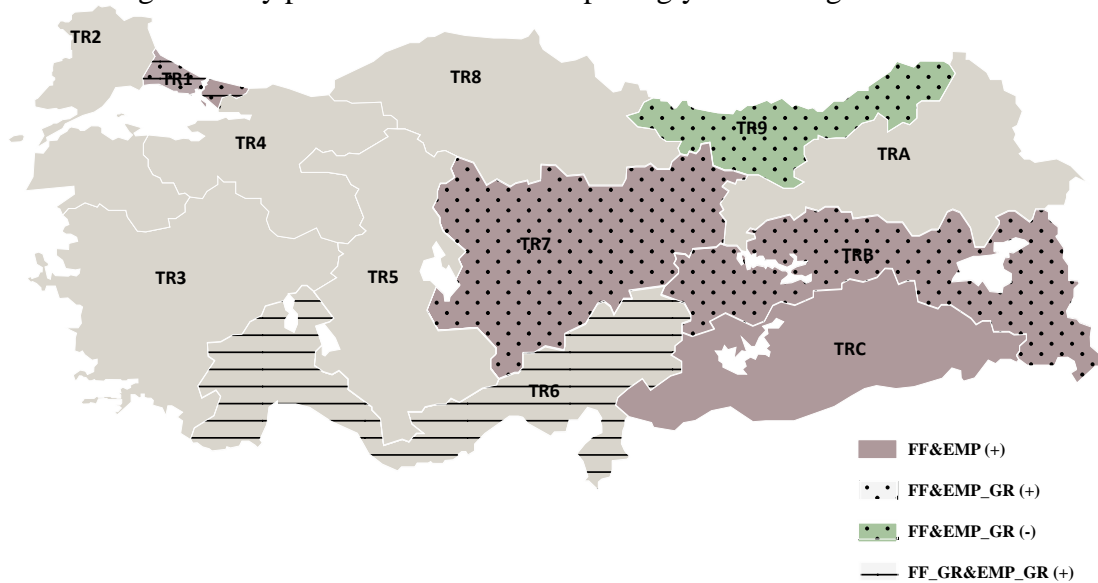 TR2
TR1
TR8
TR9
TR4
TRA
TR7
TRB
TR3
TR5
TRC
TR6
FF&EMP (+)
FF&EMP_GR (+)
FF&EMP_GR (-)
FF_GR&EMP_GR (+)